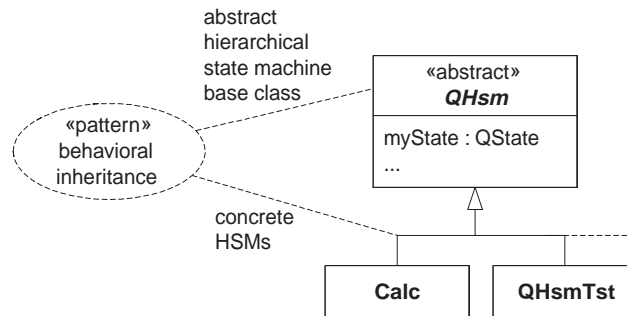 abstract
hierarchical
state machine
base class
«abstract»
QHsm
myState : QState
...
«pattern»
behavioral
inheritance
concrete
HSMs
Calc
QHsmTst